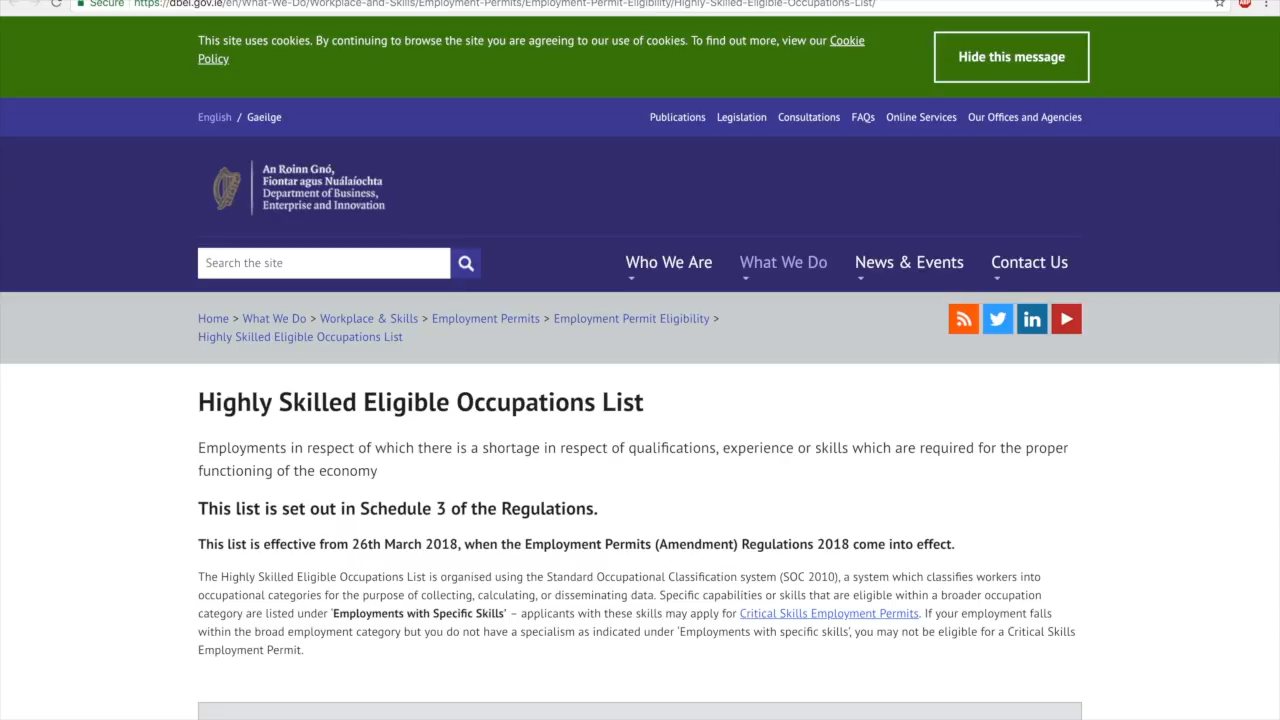 Secure https://dbei.gov.ie/en/What-We-Do/Workplace-and-Skills/Employment-Permits/Employment-Permit-Eligibility/Highly-Skilled-Eligible-Occupations-List/
ABP
This site uses cookies. By continuing to browse the site you are agreeing to our use of cookies. To find out more, view our Cookie
Policy
Hide this message
English / Gaeilge
Publications Legislation Consultations FAQs Online Services Our Offices and Agencies
An Roinn Gnó,
Fiontar agus Nuálaíochta
Department of Business,
Enterprise and Innovation
Search the site
Who We Are What We Do News & Events Contact Us
Home > What We Do > Workplace & Skills > Employment Permits > Employment Permit Eligibility >
Highly Skilled Eligible Occupations List
in
Highly Skilled Eligible Occupations List
Employments in respect of which there is a shortage in respect of qualifications, experience or skills which are required for the proper
functioning of the economy
This list is set out in Schedule 3 of the Regulations.
This list is effective from 26th March 2018, when the Employment Permits (Amendment) Regulations 2018 come into effect.
The Highly Skilled Eligible Occupations List is organised using the Standard Occupational Classification system (SOC 2010), a system which classifies workers into
occupational categories for the purpose of collecting, calculating, or disseminating data. Specific capabilities or skills that are eligible within a broader occupation
category are listed under ‘Employments with Specific Skills’ – applicants with these skills may apply for Critical Skills Employment Permits. If your employment falls
within the broad employment category but you do not have a specialism as indicated under ‘Employments with specific skills’, you may not be eligible for a Critical Skills
Employment Permit.